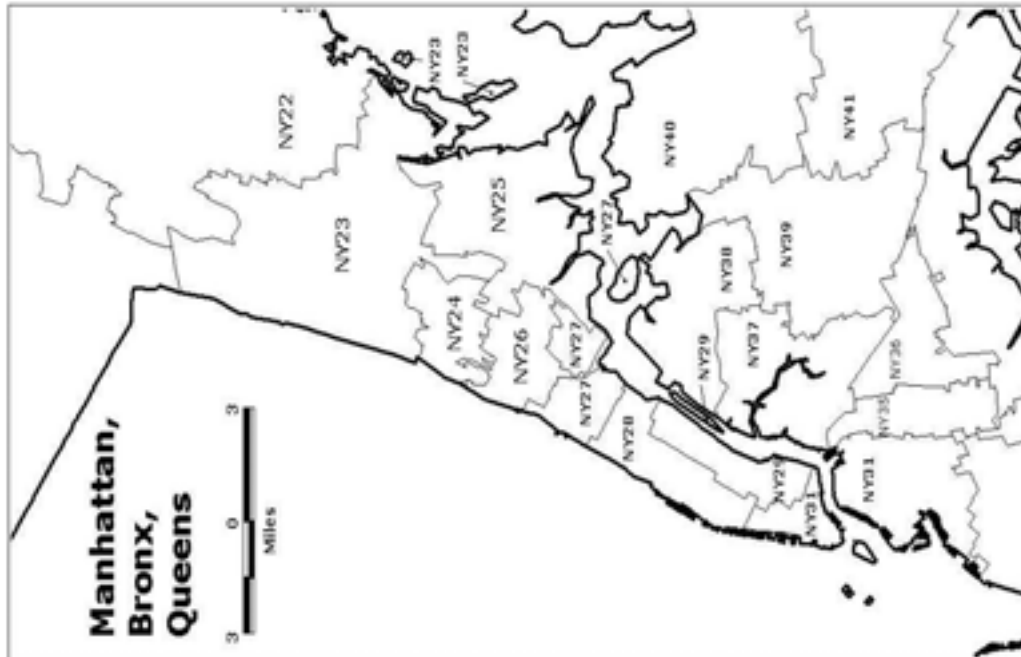 Manhattan,
Bronx,
Queens
3 0 3
Miles
NY22
NY23
NY23
NY24
NY23
NY25
NY26
NY27
NY27
NY27
NY28
NY40
NY29
NY38
NY37
NY29
NY39
NY31
NY41
NY31
NY35
NY36